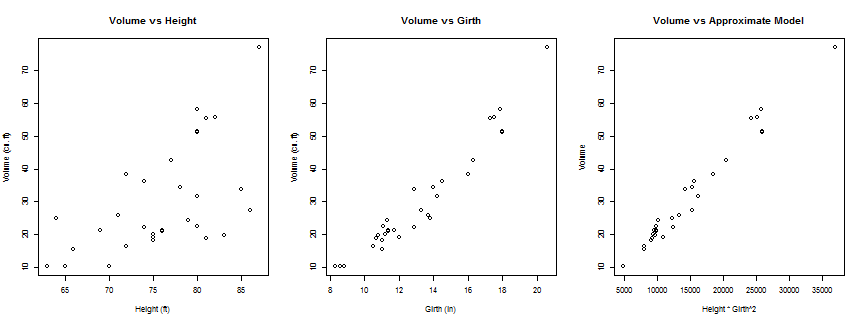 Volume vs Height
Volume (cu. ft)
10 20 30 40 50 60 70
65 70 75 80 85
Height (ft)
Volume vs Girth
Volume (cu. ft)
10 20 30 40 50 60 70
8 10 12 14 16 18 20
Girth (in)
Volume vs Approximate Model
Volume
10 20 30 40 50 60 70
5000 10000 15000 20000 25000 30000 35000
Height * Girth^2